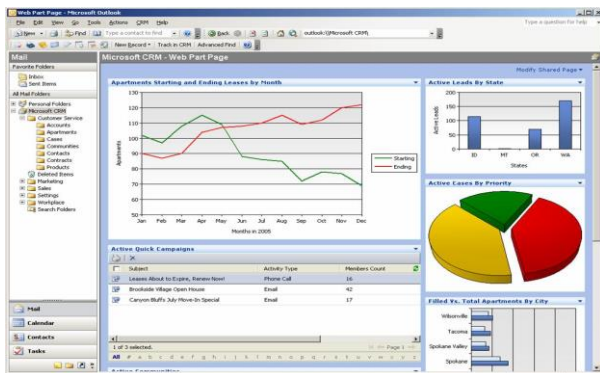 Web Part Page - Microsoft Outlook
File Edit View Go Tools Actions CRM Help
Type a question for help
New Find Type a contact to find Back outlook:\\Microsoft CRM\
New Record Track in CRM Advanced Find
Mail
Microsoft CRM - Web Part Page
Favorite Folders
Inbox
Sent Items
All Mail Folders
Personal Folders
Microsoft CRM
Customer Service
Accounts
Apartments
Cases
Communities
Contacts
Contracts
Products
Deleted Items
Marketing
Sales
Settings
Workplace
Search Folders
Mail
Calendar
Contacts
Tasks
Modify Shared Page
Apartments Starting and Ending Leases by Month
130
120
110
100
90
80
70
60
50
Apartments
Jan Feb Mar Apr May Jun Jul Aug Sep Oct Nov Dec
Months in 2005
Starting
Ending
Active Quick Campaigns
Subject Activity Type Members Count
Leases About to Expire, Renew Now! Phone Call 16
Brookside Village Open House Email 42
Canyon Bluffs July Move-In Special Email 17
1 of 3 selected. Page 1
All # a b c d e f g h i j k l m n o p q r s t u v w x y z
Active Communities
Active Leads By State
200
150
100
50
0
Active Leads
ID MT OR WA
States
Active Cases By Priority
Filled Vs. Total Apartments By City
Wilsonville
Tacoma
Spokane Valley
Spokane